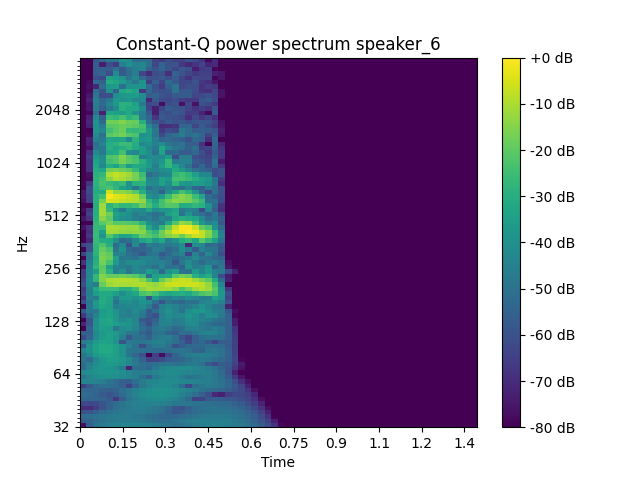 Constant-Q power spectrum speaker_6
Hz
2048
1024
512
256
128
64
32
0 0.15 0.3 0.45 0.6 0.75 0.9 1.1 1.2 1.4
Time
+0 dB
-10 dB
-20 dB
-30 dB
-40 dB
-50 dB
-60 dB
-70 dB
-80 dB